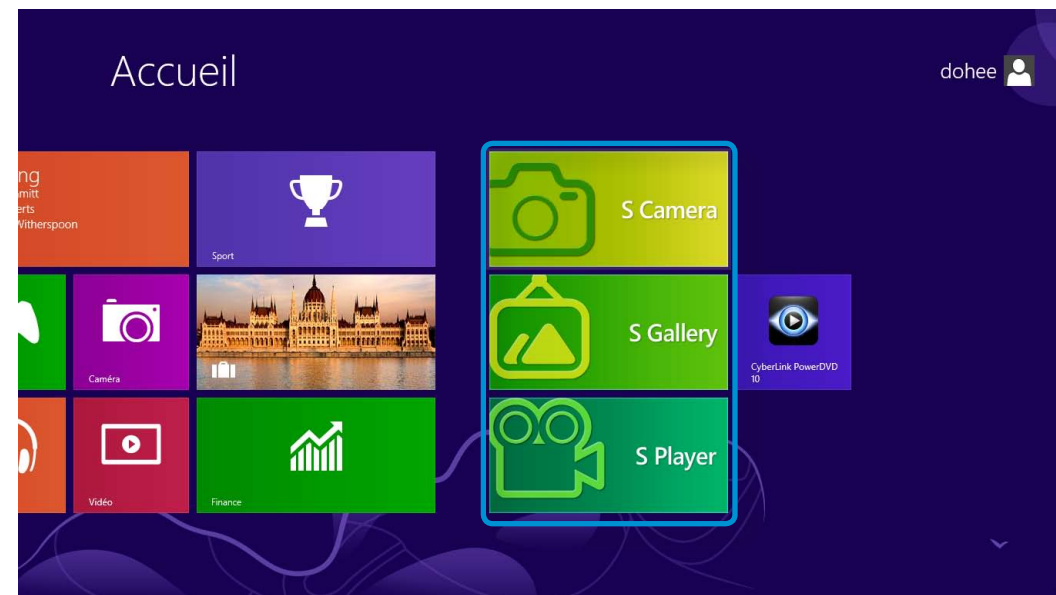 Accueil
dohee
ng
mitt
erts
Witherspoon
Sport
S Camera
Caméra
S Gallery
CyberLink PowerDVD
10
Vidéo
Finance
S Player